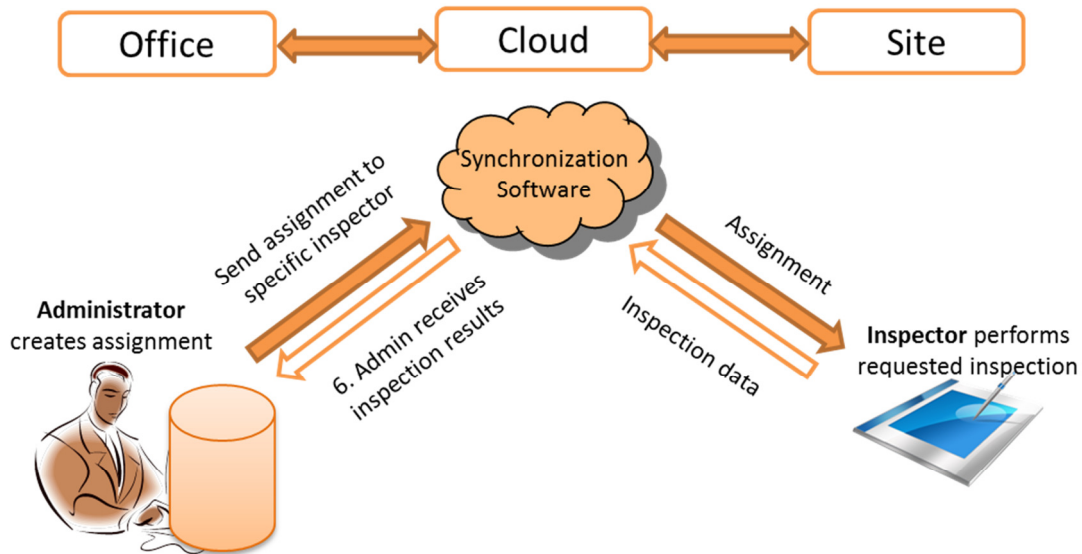 Office
Cloud
Site
Synchronization
Software
Send assignment to
specific inspector
Assignment
Administrator
creates assignment
6. Admin receives
inspection results
Inspection data
Inspector performs
requested inspection